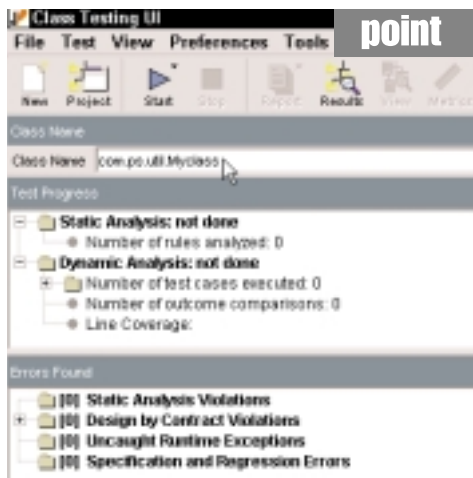 Class Testing UI
point
File Test View Preferences Tools
New Project Start Stop Report Results View Metrics
Class Name
Class Name com.ps.util.Myclass
Test Progress
Static Analysis: not done
Number of rules analyzed: 0
Dynamic Analysis: not done
Number of test cases executed: 0
Number of outcome comparisons: 0
Line Coverage:
Errors Found
[0] Static Analysis Violations
[0] Design by Contract Violations
[0] Uncaught Runtime Exceptions
[0] Specification and Regression Errors